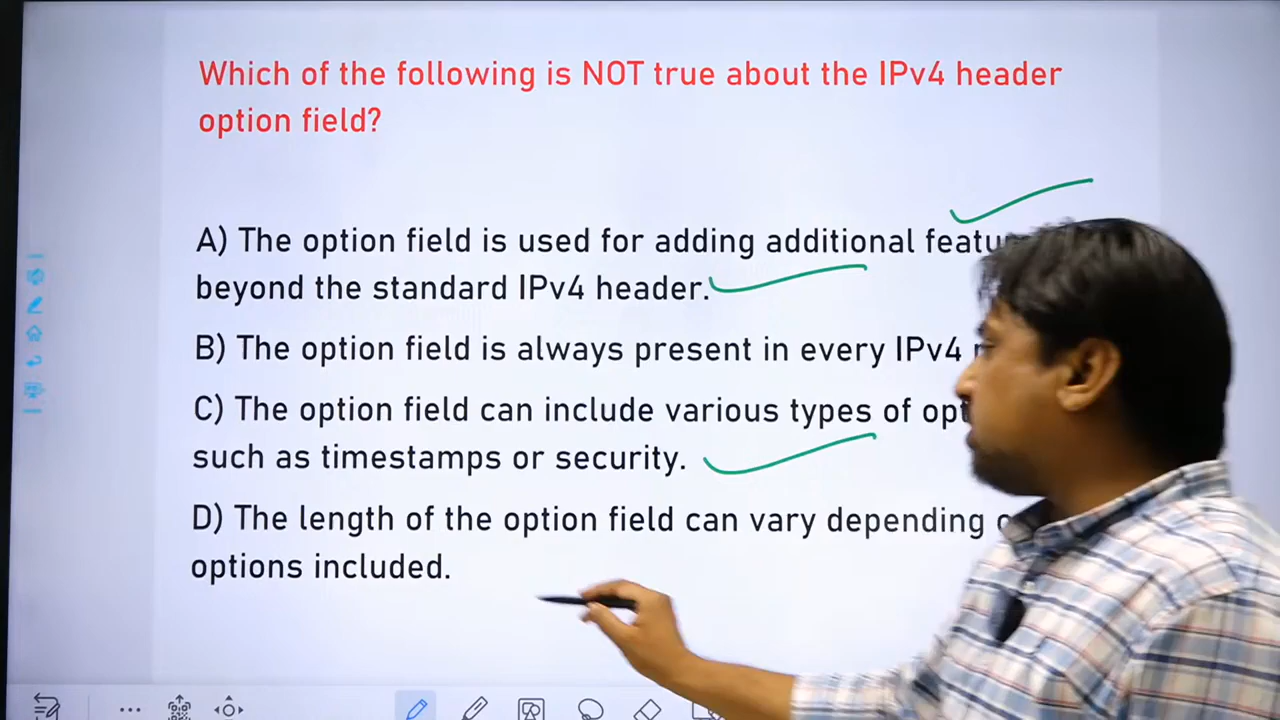 Which of the following is NOT true about the IPv4 header
option field?
A) The option field is used for adding additional
beyond the standard IPv4 header.
B) The option field is always present in every IPv4
C) The option field can include various types of
such as timestamps or security.
D) The length of the option field can vary depending
options included.